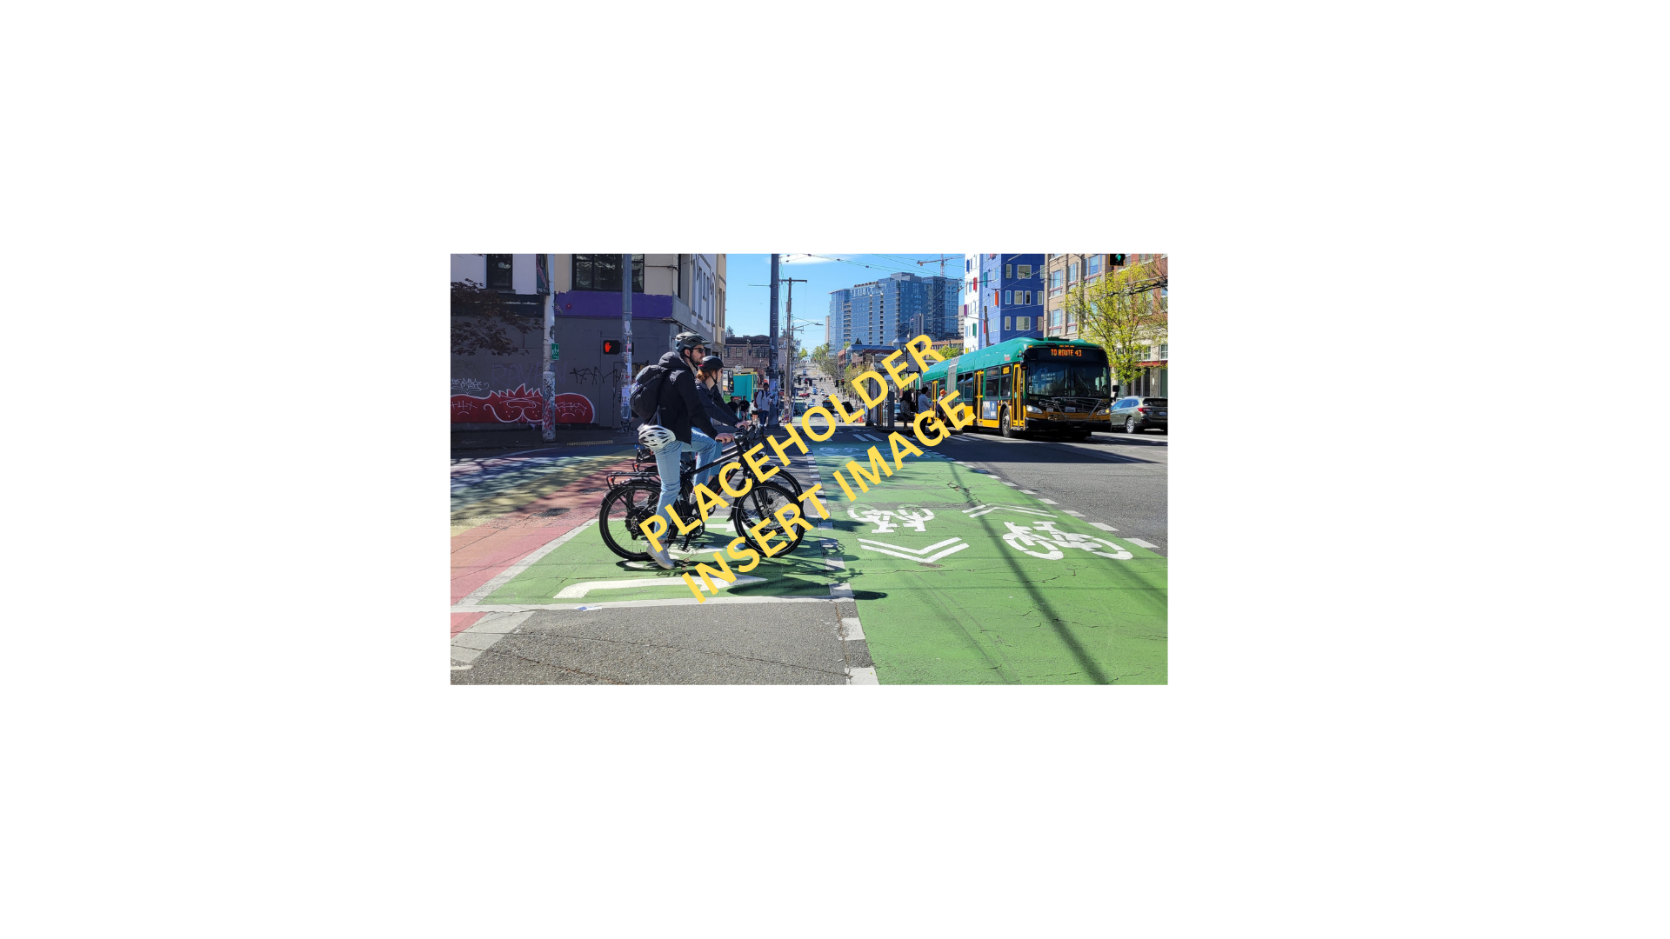 TO ROUTE 43
PLACEHOLDER
INSERT IMAGE